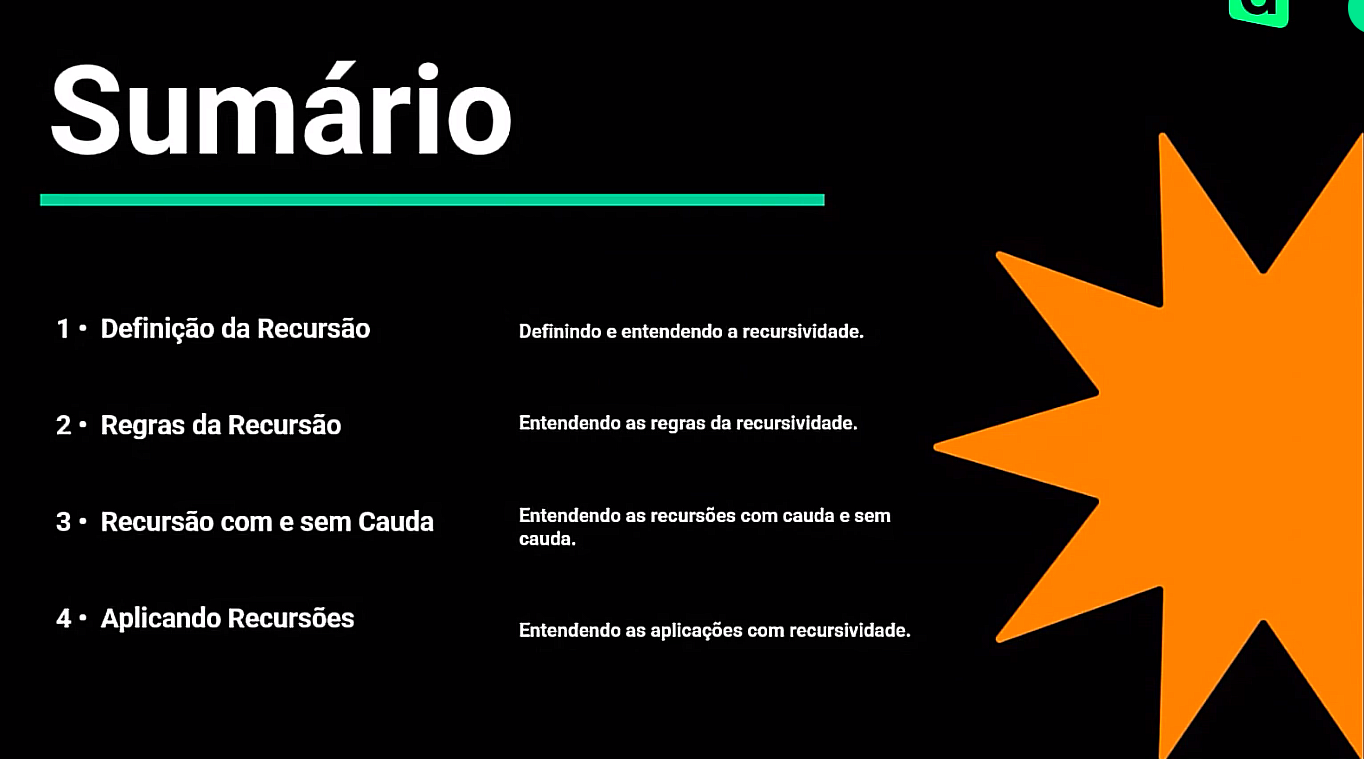 Sumário
1 • Definição da Recursão
Definindo e entendendo a recursividade.
2 • Regras da Recursão
Entendendo as regras da recursividade.
3 • Recursão com e sem Cauda
Entendendo as recursões com cauda e sem
cauda.
4 • Aplicando Recursões
Entendendo as aplicações com recursividade.